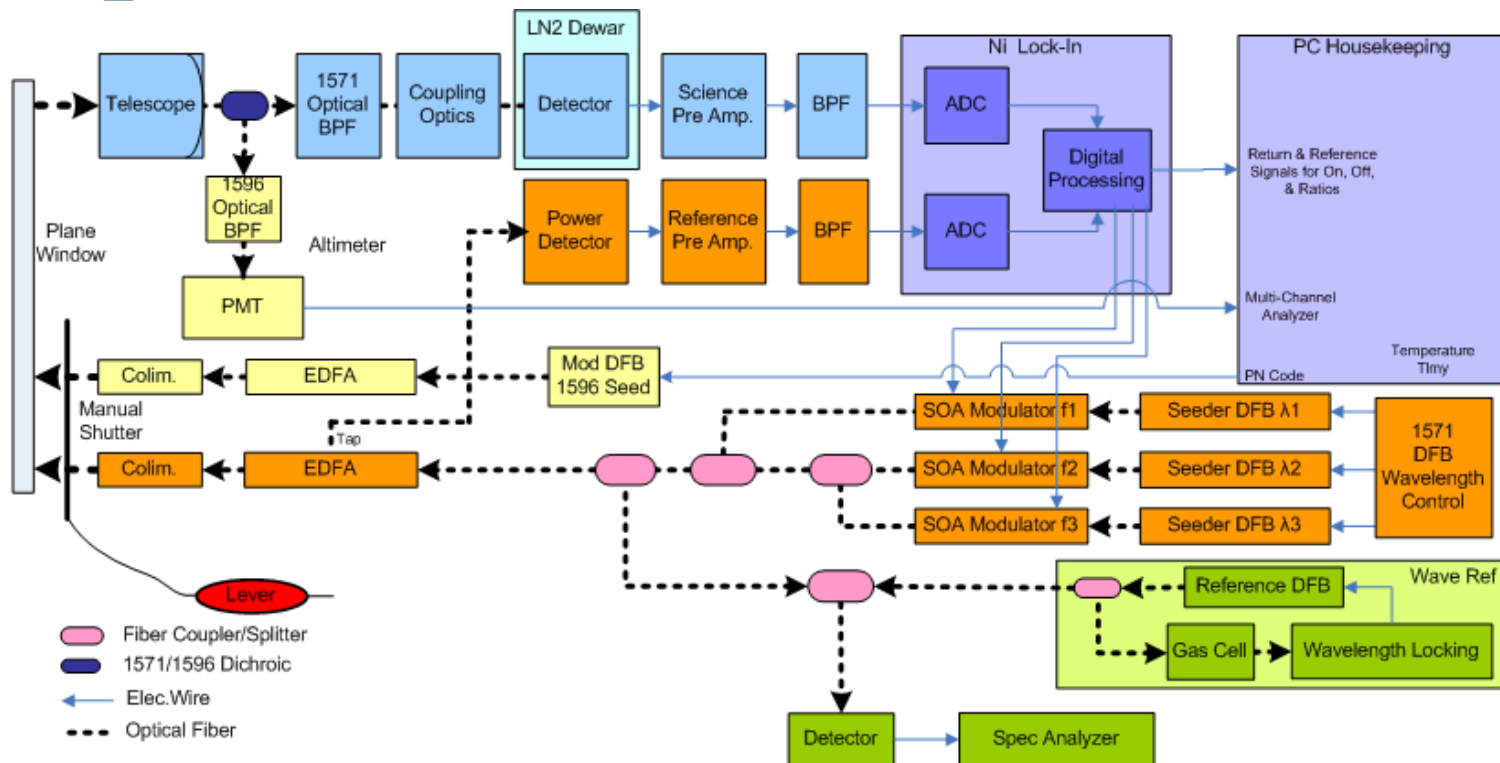 LN2 Dewar
Ni Lock-In
PC Housekeeping
Telescope
1571
Optical
BPF
Coupling
Optics
Detector
Science
Pre Amp.
BPF
ADC
Digital
Processing
Return & Reference
Signals for On, Off,
& Ratios
1596
Optical
BPF
Plane
Window
Altimeter
Power
Detector
Reference
Pre Amp.
BPF
ADC
PMT
Multi-Channel
Analyzer
Temperature
Tlmy
PN Code
Colim.
EDFA
Mod DFB
1596 Seed
Manual
Shutter
Tap
SOA Modulator f1
Seeder DFB λ1
1571
DFB
Wavelength
Control
Colim.
EDFA
SOA Modulator f2
Seeder DFB λ2
SOA Modulator f3
Seeder DFB λ3
Wave Ref
Reference DFB
Gas Cell
Wavelength Locking
Lever
Fiber Coupler/Splitter
1571/1596 Dichroic
Elec.Wire
Optical Fiber
Detector
Spec Analyzer